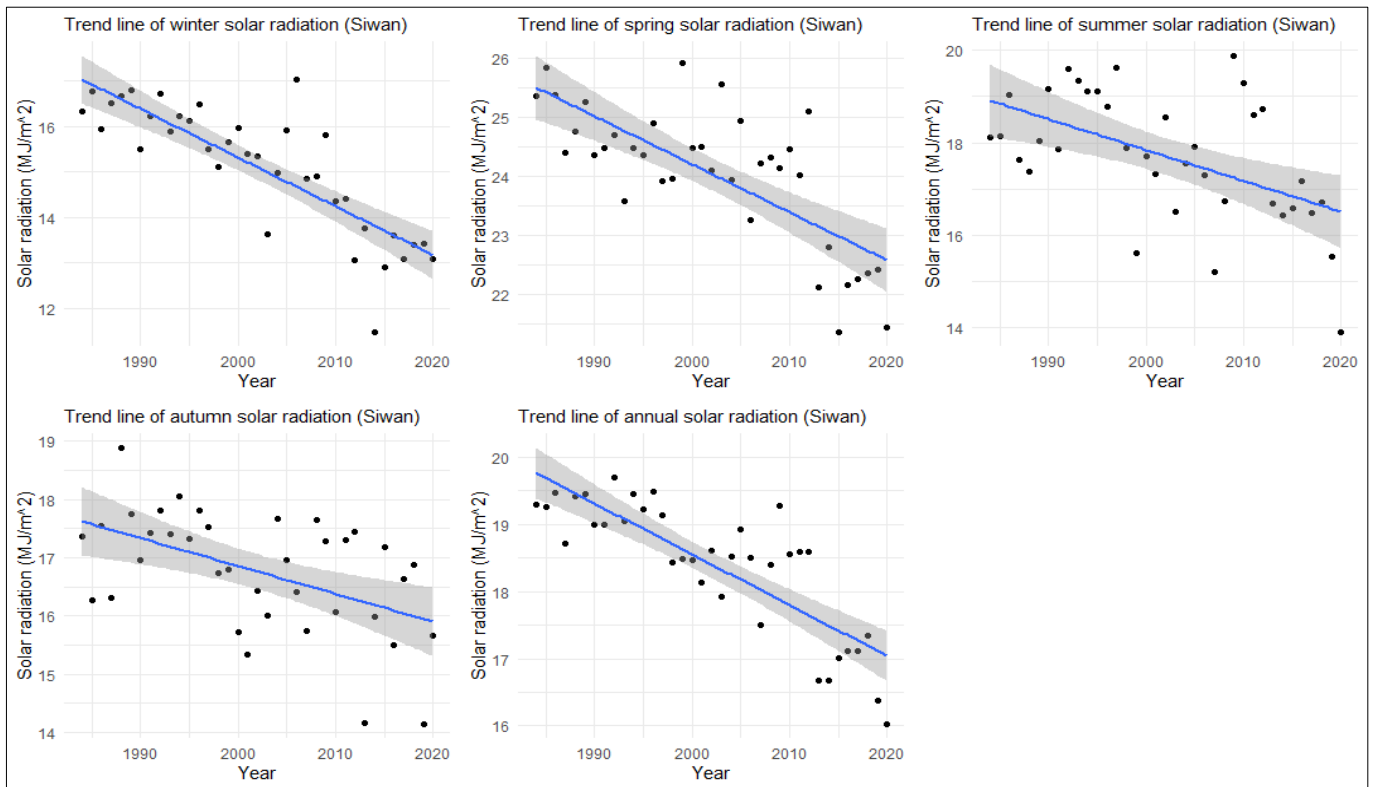 Trend line of winter solar radiation (Siwan)
Solar radiation (MJ/m^2)
16
14
12
1990 2000 2010 2020
Year
Trend line of spring solar radiation (Siwan)
Solar radiation (MJ/m^2)
26
25
24
23
22
1990 2000 2010 2020
Year
Trend line of summer solar radiation (Siwan)
Solar radiation (MJ/m^2)
20
18
16
14
1990 2000 2010 2020
Year
Trend line of autumn solar radiation (Siwan)
Solar radiation (MJ/m^2)
19
18
17
16
15
14
1990 2000 2010 2020
Year
Trend line of annual solar radiation (Siwan)
Solar radiation (MJ/m^2)
20
19
18
17
16
1990 2000 2010 2020
Year